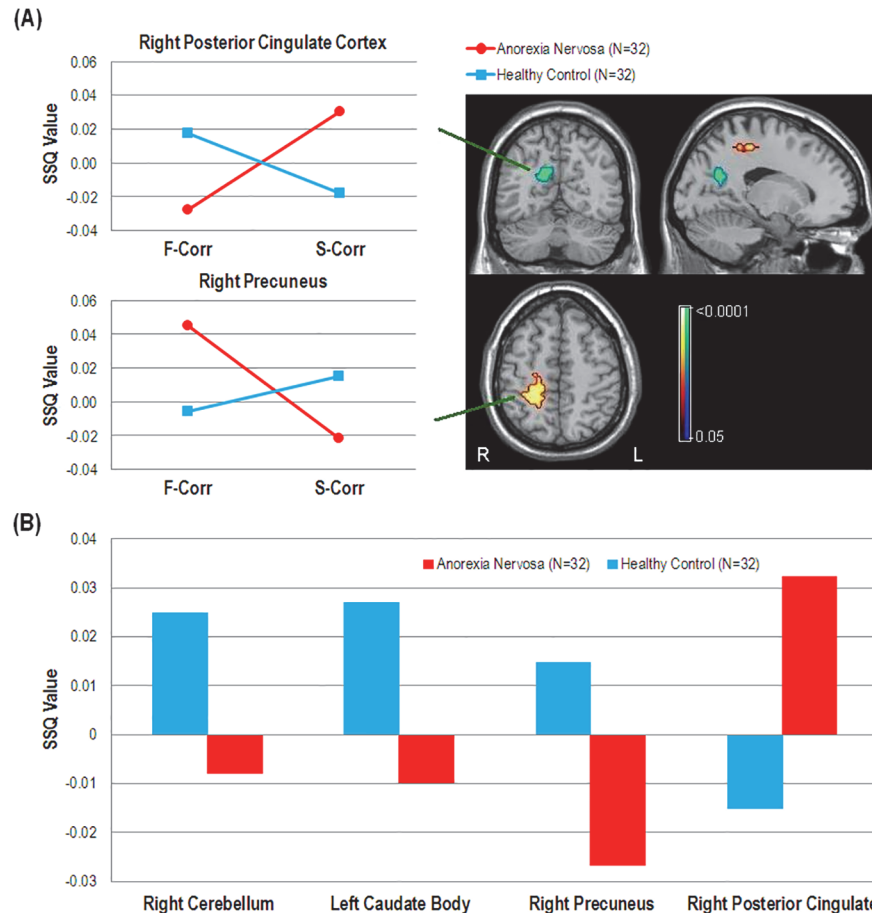 (A)
Right Posterior Cingulate Cortex
0.06
0.04
0.02
0.00
-0.02
-0.04
SSQ Value
F-Corr S-Corr
Right Precuneus
0.06
0.04
0.02
0.00
-0.02
-0.04
SSQ Value
F-Corr S-Corr
Anorexia Nervosa (N=32)
Healthy Control (N=32)
<0.0001
0.05
R L
(B)
Anorexia Nervosa (N=32) Healthy Control (N=32)
0.04
0.03
0.02
0.01
0
-0.01
-0.02
-0.03
SSQ Value
Right Cerebellum Left Caudate Body Right Precuneus Right Posterior Cingulate